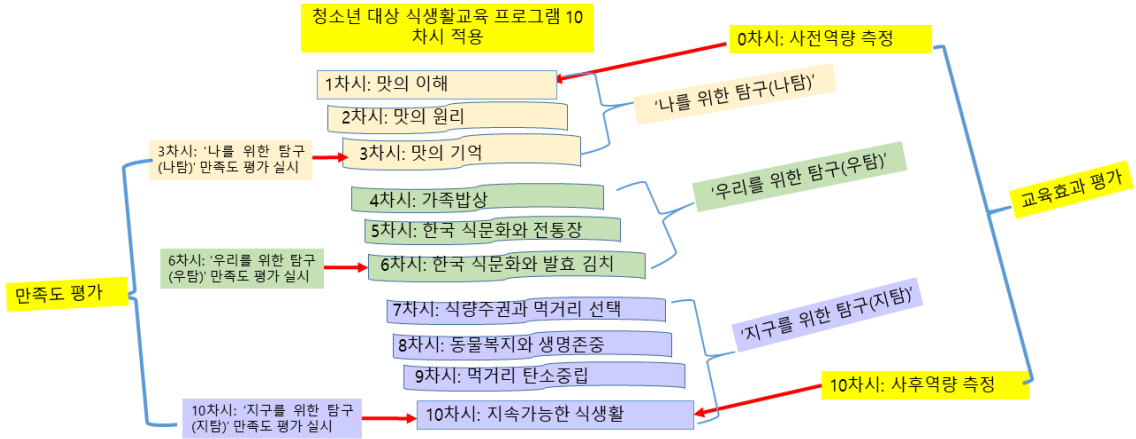 청소년 대상 식생활교육 프로그램 10
차시 적용
0차시: 사전역량 측정
1차시: 맛의 이해
2차시: 맛의 원리
3차시: 맛의 기억
'나를 위한 탐구(나탐)'
3차시: '나를 위한 탐구
(나탐)' 만족도 평가 실시
4차시: 가족밥상
5차시: 한국 식문화와 전통장
6차시: 한국 식문화와 발효 김치
'우리를 위한 탐구(우탐)'
교육효과 평가
6차시: '우리를 위한 탐구
(우탐)' 만족도 평가 실시
만족도 평가
7차시: 식량주권과 먹거리 선택
8차시: 동물복지와 생명존중
9차시: 먹거리 탄소중립
10차시: 지속가능한 식생활
'지구를 위한 탐구(지탐)'
10차시: 사후역량 측정
10차시: '지구를 위한 탐구
(지탐)' 만족도 평가 실시